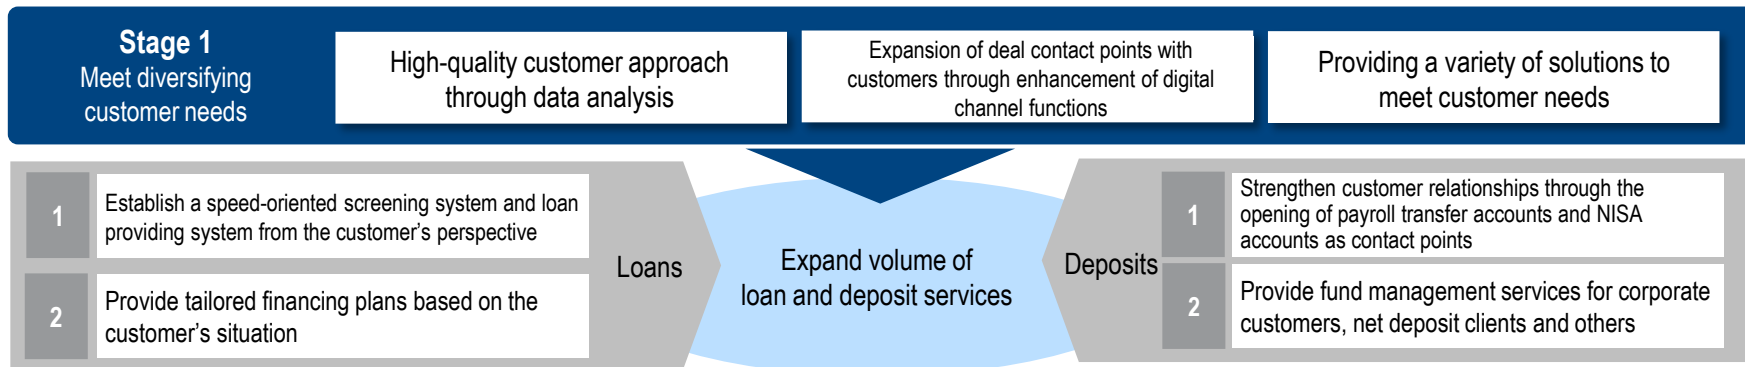 Stage 1
Meet diversifying
customer needs
High-quality customer approach
through data analysis
Expansion of deal contact points with
customers through enhancement of digital
channel functions
Providing a variety of solutions to
meet customer needs
1
Establish a speed-oriented screening system and loan
providing system from the customer's perspective
2
Provide tailored financing plans based on the
customer's situation
Loans
Expand volume of
loan and deposit services
Deposits
1
Strengthen customer relationships through the
opening of payroll transfer accounts and NISA
accounts as contact points
2
Provide fund management services for corporate
customers, net deposit clients and others